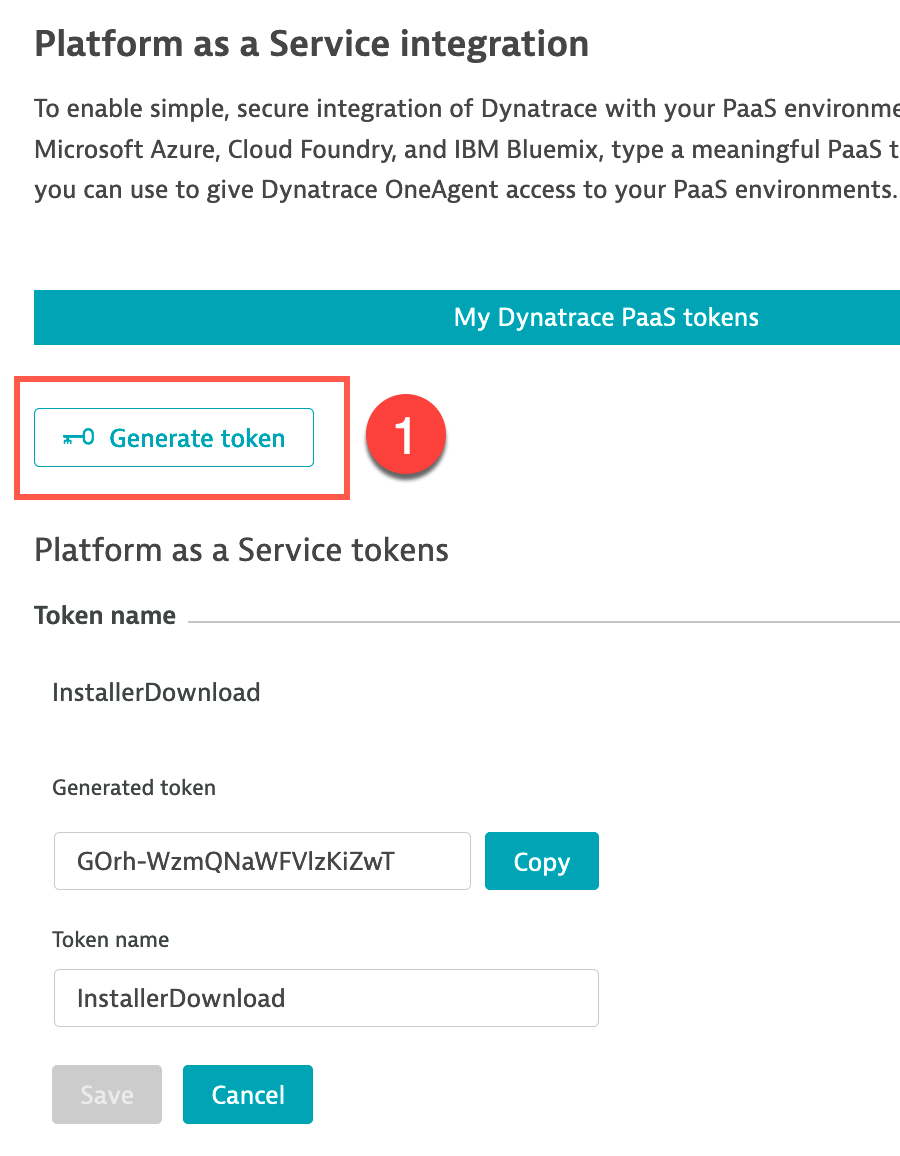 Platform as a Service integration
To enable simple, secure integration of Dynatrace with your PaaS
Microsoft Azure, Cloud Foundry, and IBM Bluemix, type a meaningful PaaS
you can use to give Dynatrace OneAgent access to your PaaS environments.
My Dynatrace PaaS tokens
Generate token
1
Platform as a Service tokens
Token name
InstallerDownload
Generated token
GOrh-WzmQNaWFVlzKiZwT
Copy
Token name
InstallerDownload
Save
Cancel